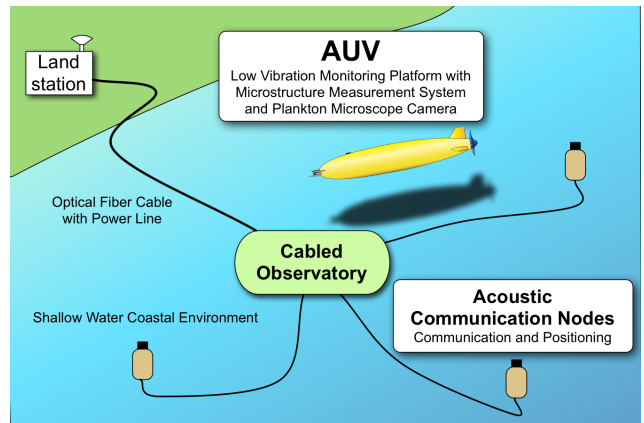 Land
station
AUV
Low Vibration Monitoring Platform with
Microstructure Measurement System
and Plankton Microscope Camera
Optical Fiber Cable
with Power Line
Cabled
Observatory
Shallow Water Coastal Environment
Acoustic
Communication Nodes
Communication and Positioning